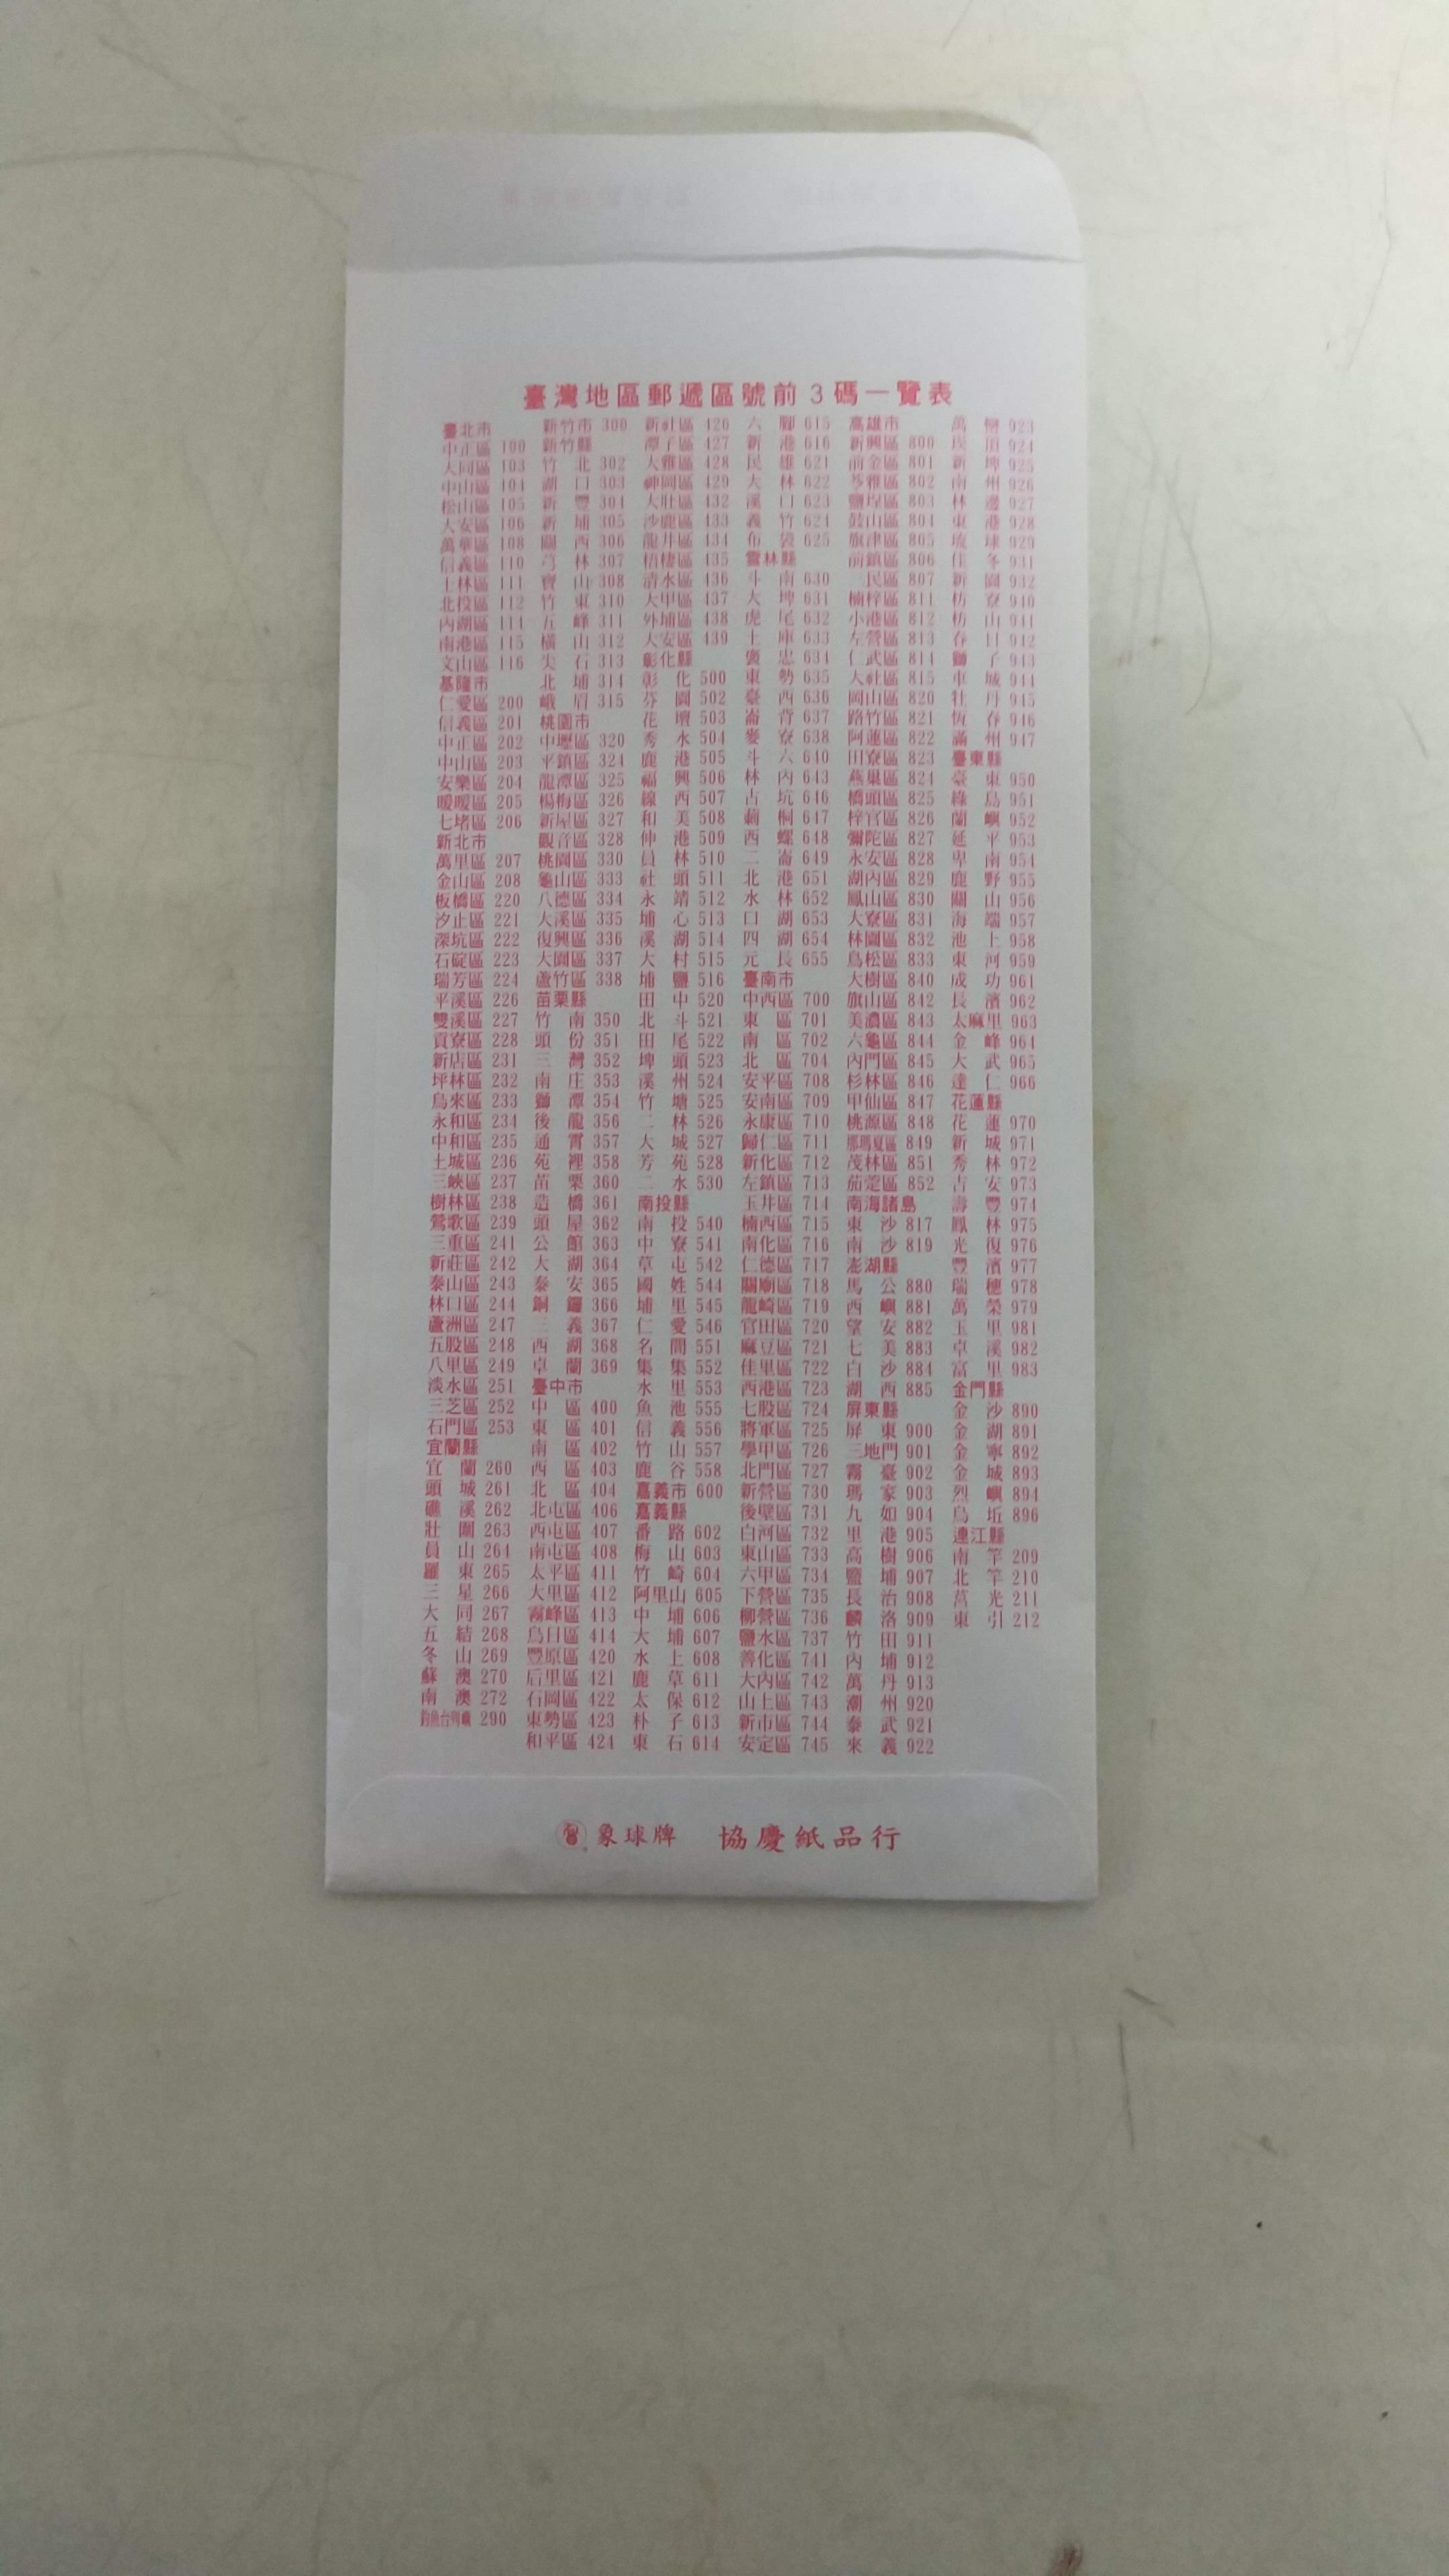 臺灣地區郵遞區號前3碼一覽表
臺北市
中正區 100
大同區 103
中山區 104
松山區 105
大安區 106
萬華區 108
信義區 110
士林區 111
北投區 112
內湖區 114
南港區 115
文山區 116
基隆市
仁愛區 200
信義區 201
中正區 202
中山區 203
安樂區 204
暖暖區 205
七堵區 206
新北市
萬里區 207
金山區 208
板橋區 220
汐止區 221
深坑區 222
石碇區 223
瑞芳區 224
平溪區 226
雙溪區 227
貢寮區 228
新店區 231
坪林區 232
烏來區 233
永和區 234
中和區 235
土城區 236
三峽區 237
樹林區 238
鶯歌區 239
三重區 241
新莊區 242
泰山區 243
林口區 244
蘆洲區 247
五股區 248
八里區 249
淡水區 251
三芝區 252
石門區 253
宜蘭縣
宜蘭 260
頭城 261
礁溪 262
壯圍 263
員山 264
羅東 265
三星 266
大同 267
五結 268
冬山 269
蘇澳 270
南澳 272
釣魚台列嶼 290
新竹市 300
新竹縣
竹北 302
湖口 303
新豐 304
新埔 305
關西 306
芎林 307
寶山 308
竹東 310
五峰 311
橫山 312
尖石 313
北埔 314
峨眉 315
桃園市
中壢區 320
平鎮區 324
龍潭區 325
楊梅區 326
新屋區 327
觀音區 328
桃園區 330
龜山區 333
八德區 334
大溪區 335
復興區 336
大園區 337
蘆竹區 338
苗栗縣
竹南 350
頭份 351
三灣 352
南庄 353
獅潭 354
後龍 356
通霄 357
苑裡 358
苗栗 360
造橋 361
頭屋 362
公館 363
大湖 364
泰安 365
銅鑼 366
三義 367
西湖 368
卓蘭 369
臺中市
中區 400
東區 401
南區 402
西區 403
北區 404
北屯區 406
西屯區 407
南屯區 408
太平區 411
大里區 412
霧峰區 413
烏日區 414
豐原區 420
后里區 421
石岡區 422
東勢區 423
和平區 424
新社區 426
潭子區 427
大雅區 428
神岡區 429
大肚區 432
沙鹿區 433
龍井區 434
梧棲區 435
清水區 436
大甲區 437
外埔區 438
大安區 439
彰化縣
彰化 500
芬園 502
花壇 503
秀水 504
鹿港 505
福興 506
線西 507
和美 508
伸港 509
員林 510
社頭 511
永靖 512
埔心 513
溪湖 514
大村 515
埔鹽 516
田中 520
北斗 521
田尾 522
埤頭 523
溪州 524
竹塘 525
二林 526
大城 527
芳苑 528
二水 530
南投縣
南投 540
中寮 541
草屯 542
國姓 544
埔里 545
仁愛 546
名間 551
集集 552
水里 553
魚池 555
信義 556
竹山 557
鹿谷 558
嘉義市 600
嘉義縣
番路 602
梅山 603
竹崎 604
阿里山 605
中埔 606
大埔 607
水上 608
鹿草 611
太保 612
朴子 613
東石 614
六腳 615
新港 616
民雄 621
大林 622
溪口 623
義竹 624
布袋 625
雲林縣
斗南 630
大埤 631
虎尾 632
土庫 633
褒忠 634
東勢 635
臺西 636
崙背 637
麥寮 638
斗六 640
林內 643
古坑 646
莿桐 647
西螺 648
二崙 649
北港 651
水林 652
口湖 653
四湖 654
元長 655
臺南市
中西區 700
東區 701
南區 702
北區 704
安平區 708
安南區 709
永康區 710
歸仁區 711
新化區 712
左鎮區 713
玉井區 714
楠西區 715
南化區 716
仁德區 717
關廟區 718
龍崎區 719
官田區 720
麻豆區 721
佳里區 722
西港區 723
七股區 724
將軍區 725
學甲區 726
北門區 727
新營區 730
後壁區 731
白河區 732
東山區 733
六甲區 734
下營區 735
柳營區 736
鹽水區 737
善化區 741
大內區 742
山上區 743
新市區 744
安定區 745
高雄市
新興區 800
前金區 801
苓雅區 802
鹽埕區 803
鼓山區 804
旗津區 805
前鎮區 806
三民區 807
楠梓區 811
小港區 812
左營區 813
仁武區 814
大社區 815
岡山區 820
路竹區 821
阿蓮區 822
田寮區 823
燕巢區 824
橋頭區 825
梓官區 826
彌陀區 827
永安區 828
湖內區 829
鳳山區 830
大寮區 831
林園區 832
鳥松區 833
大樹區 840
旗山區 842
美濃區 843
六龜區 844
內門區 845
杉林區 846
甲仙區 847
桃源區 848
那瑪夏區 849
茂林區 851
茄萣區 852
南海諸島
東沙 817
南沙 819
澎湖縣
馬公 880
西嶼 881
望安 882
七美 883
白沙 884
湖西 885
屏東縣
屏東 900
三地門 901
霧臺 902
瑪家 903
九如 904
里港 905
高樹 906
鹽埔 907
長治 908
麟洛 909
竹田 911
內埔 912
萬丹 913
潮州 920
泰武 921
來義 922
萬巒 923
崁頂 924
新埤 925
南州 926
林邊 927
東港 928
琉球 929
佳冬 931
新園 932
枋寮 940
枋山 941
春日 942
獅子 943
車城 944
牡丹 945
恆春 946
滿州 947
臺東縣
臺東 950
綠島 951
蘭嶼 952
延平 953
卑南 954
鹿野 955
關山 956
海端 957
池上 958
東河 959
成功 961
長濱 962
太麻里 963
金峰 964
大武 965
達仁 966
花蓮縣
花蓮 970
新城 971
秀林 972
吉安 973
壽豐 974
鳳林 975
光復 976
豐濱 977
瑞穗 978
萬榮 979
玉里 981
卓溪 982
富里 983
金門縣
金沙 890
金湖 891
金寧 892
金城 893
烈嶼 894
烏坵 896
連江縣
南竿 209
北竿 210
莒光 211
東引 212
象球牌 協慶紙品行